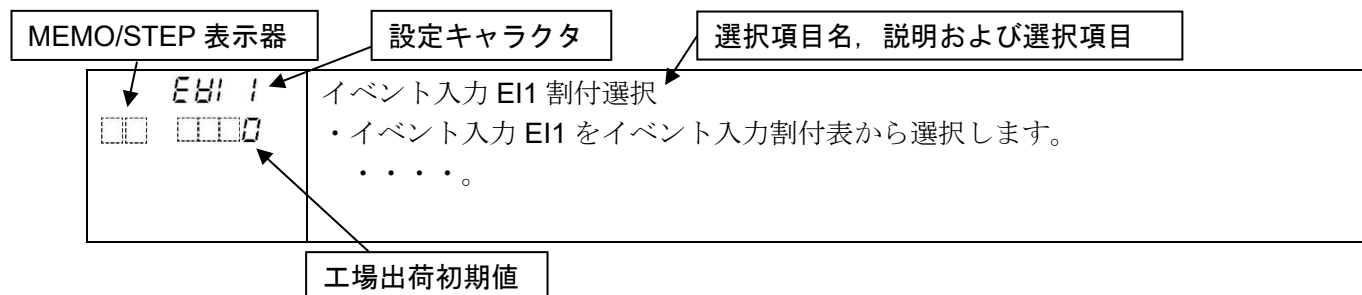 MEMO/STEP 表示器
設定キャラクタ
選択項目名，説明および選択項目
EVI1
イベント入力 EI1 割付選択
0
・イベント入力 EI1 をイベント入力割付表から選択します。
・・・・。
工場出荷初期値